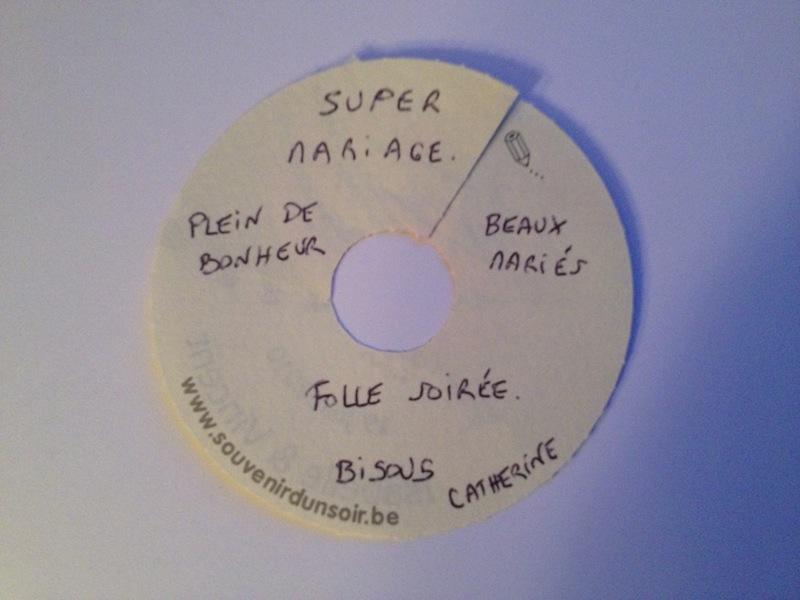 SUPER
MARiAGE.
PLEiN DE
BONHEUR
BEAUX
MARiÉS
FOLLE SOIRÉE.
BiSOUS
CATHERINE
www.souvenirdunsoir.be